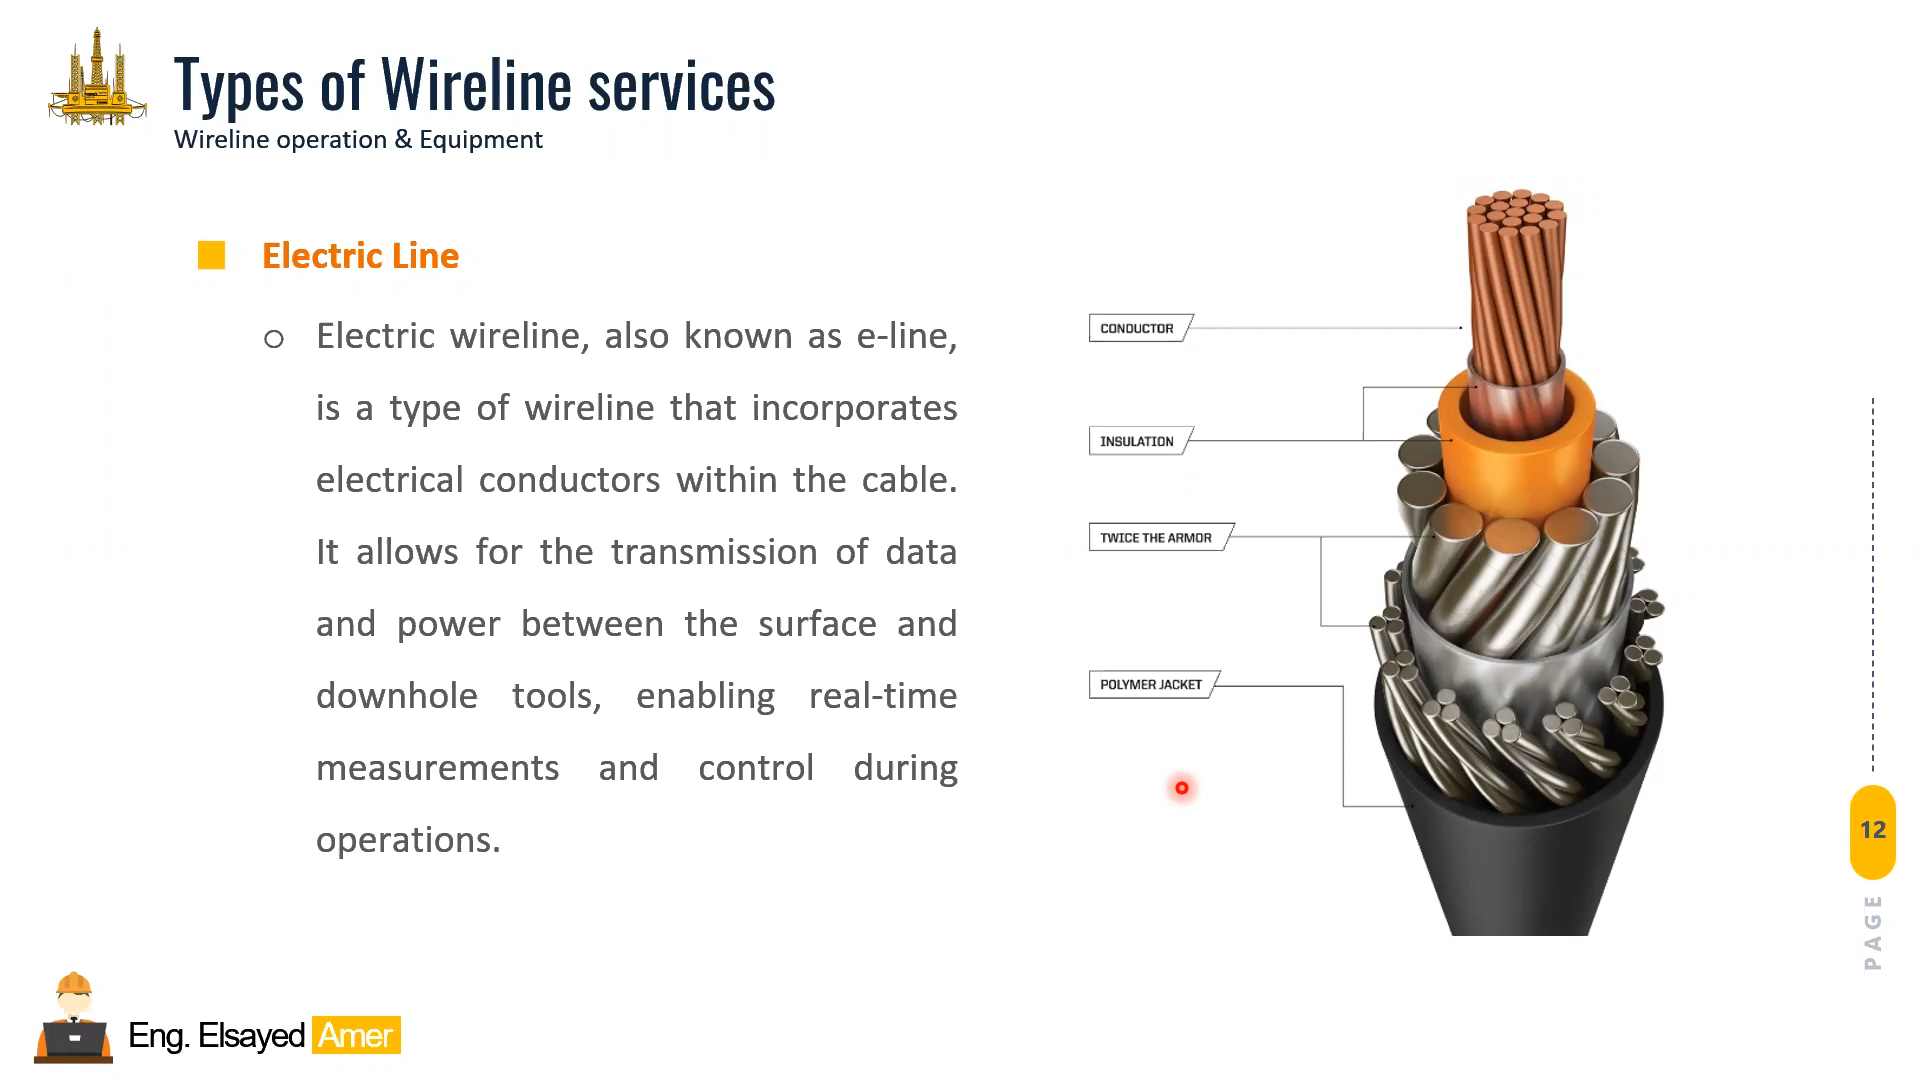 Types of Wireline services
Wireline operation & Equipment
Electric Line
Electric wireline, also known as e-line,
is a type of wireline that incorporates
electrical conductors within the cable.
It allows for the transmission of data
and power between the surface and
downhole tools, enabling real-time
measurements and control during
operations.
CONDUCTOR
INSULATION
TWICE THE ARMOR
POLYMER JACKET
12
PAGE
Eng. Elsayed Amer